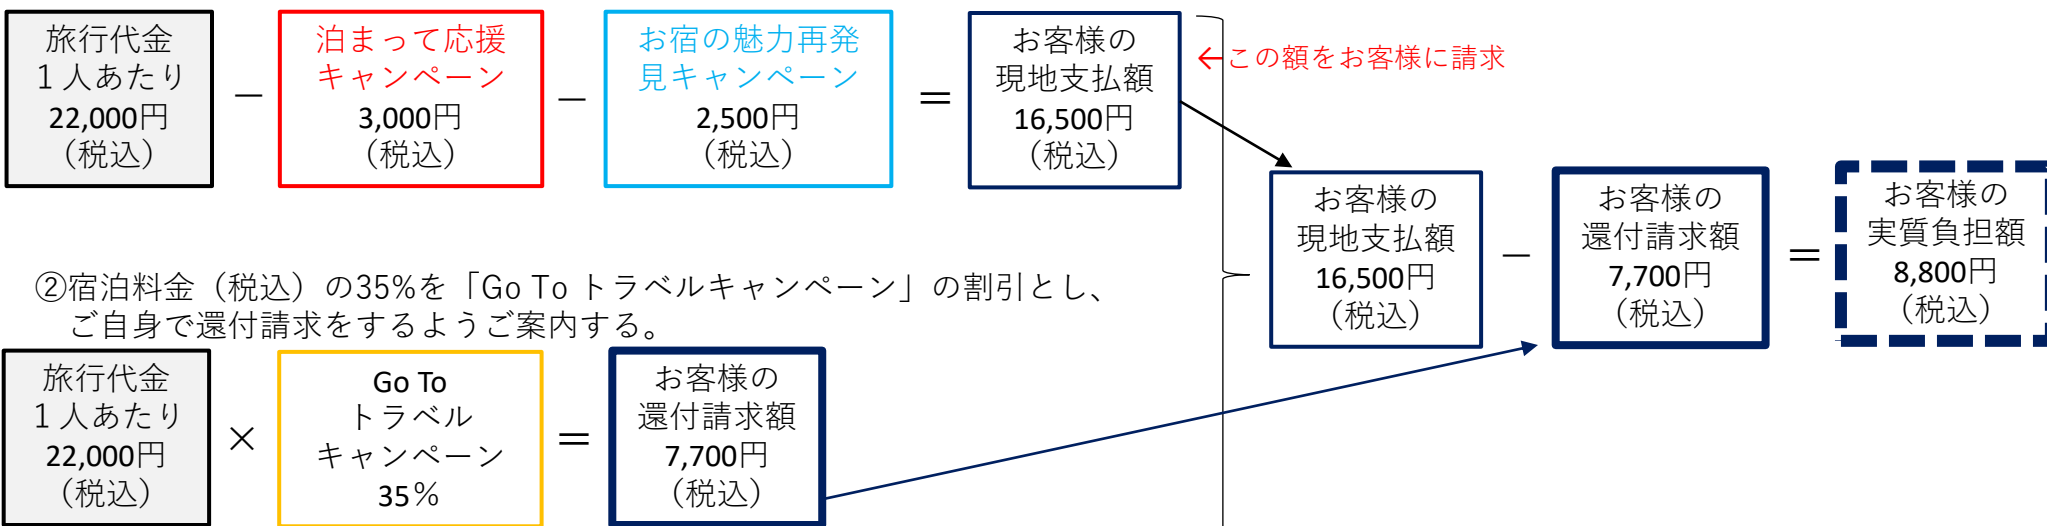 旅行代金
１人あたり
22,000円
（税込）
－
泊まって応援
キャンペーン
3,000円
（税込）
－
お宿の魅力再発
見キャンペーン
2,500円
（税込）
＝
お客様の
現地支払額
16,500円
（税込）
←この額をお客様に請求
②宿泊料金（税込）の35%を「Go To トラベルキャンペーン」の割引とし、
ご自身で還付請求をするようご案内する。
旅行代金
１人あたり
22,000円
（税込）
×
Go To
トラベル
キャンペーン
35％
＝
お客様の
還付請求額
7,700円
（税込）
お客様の
現地支払額
16,500円
（税込）
－
お客様の
還付請求額
7,700円
（税込）
＝
お客様の
実質負担額
8,800円
（税込）